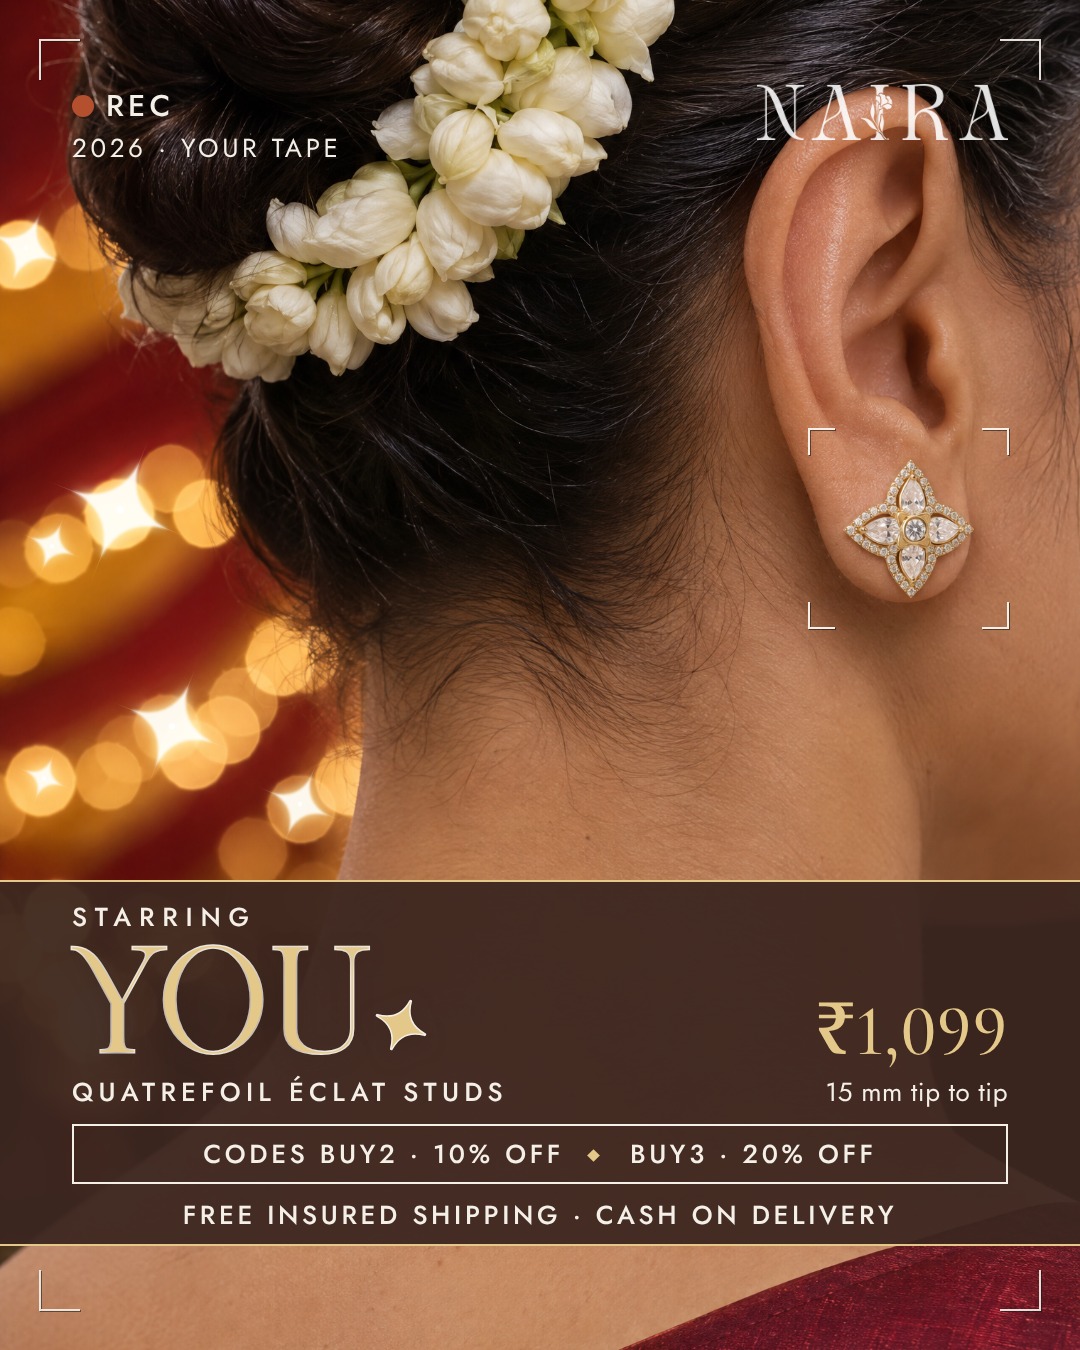 REC
2026 · YOUR TAPE
NAIRA
STARRING
YOU
QUATREFOIL ÉCLAT STUDS
₹1,099
15 mm tip to tip
CODES BUY2 · 10% OFF ◆ BUY3 · 20% OFF
FREE INSURED SHIPPING · CASH ON DELIVERY